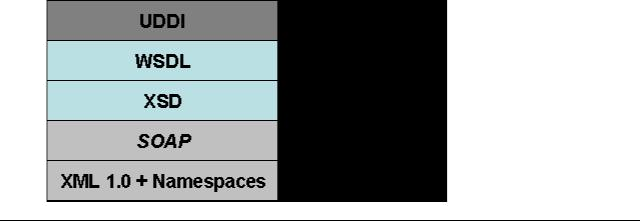 UDDI
WSDL
XSD
SOAP
XML 1.0 + Namespaces